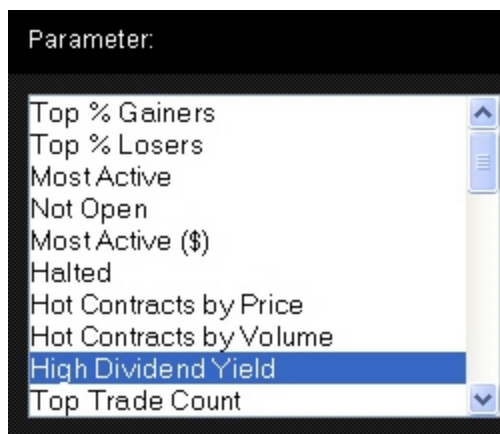 Parameter:
Top % Gainers
Top % Losers
Most Active
Not Open
Most Active ($)
Halted
Hot Contracts by Price
Hot Contracts by Volume
High Dividend Yield
Top Trade Count